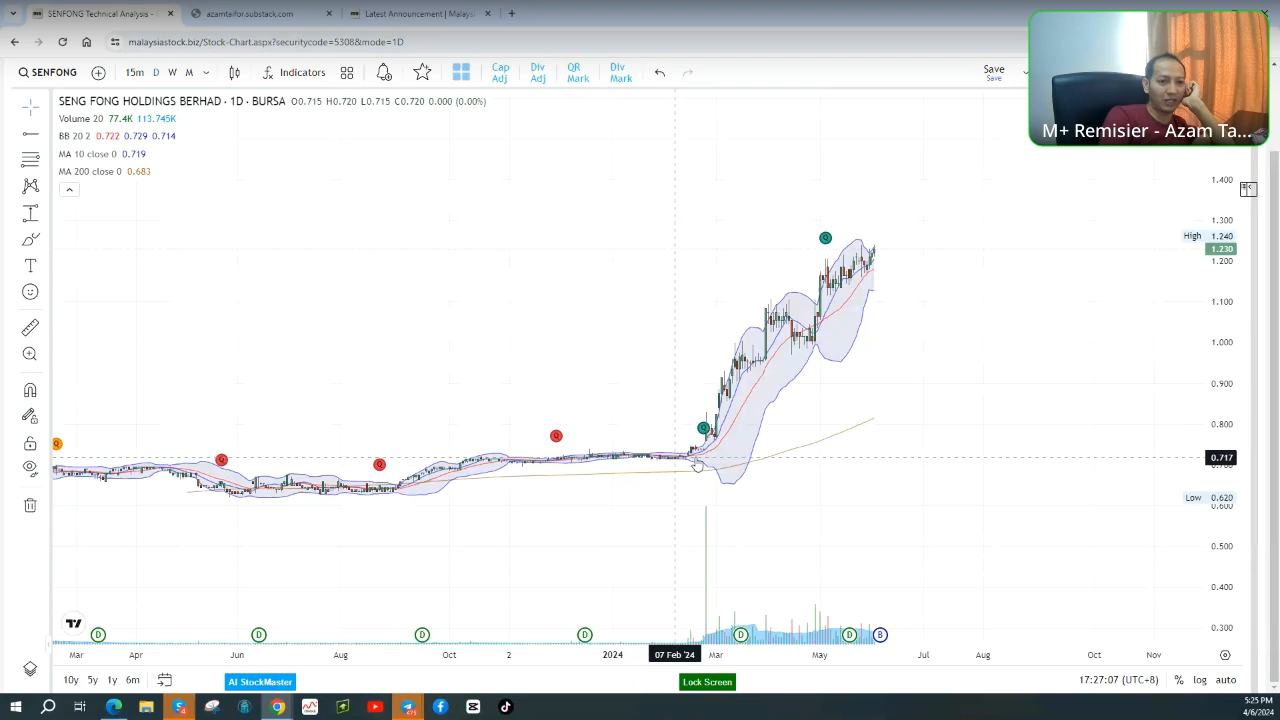 SENFONG Technical Analysis on
azamtaifor.substack.com
Latest Announcement | Malays
malaysiastock.biz/Stock-Chart.aspx?securitycode=5308&mode=1D
SENFONG
15m D W M
Indicators
Cap Adj
Div Adj
QR Mark
Div Mark
Save
Save
M+ Remisier - Azam Ta...
SENG FONG HOLDINGS BERHAD · 1D · BURSA O0.715 H0.720 L0.715 C0.720 0.000 (0.00%)
Volume 20 77.4K 113.745K
BB 20 2 0.722 0.729 0.714
MA 10 close 0 0.719
MA 200 close 0 0.683
1.400
1.300
High 1.240
1.230
1.200
1.100
1.000
0.900
0.800
0.717
Low 0.620
0.600
0.500
0.400
0.300
Q
Q
Q
Q
Q
Q
D
D
D
D
D
D
B
Mar Apr Jun Aug Oct 2 2024 07 Feb '24 Mar May Jul Aug Oct Nov
10y 5y 1y 6m
AI StockMaster
Lock Screen
17:27:07 (UTC+8) % log auto
5:25 PM
4/6/2024